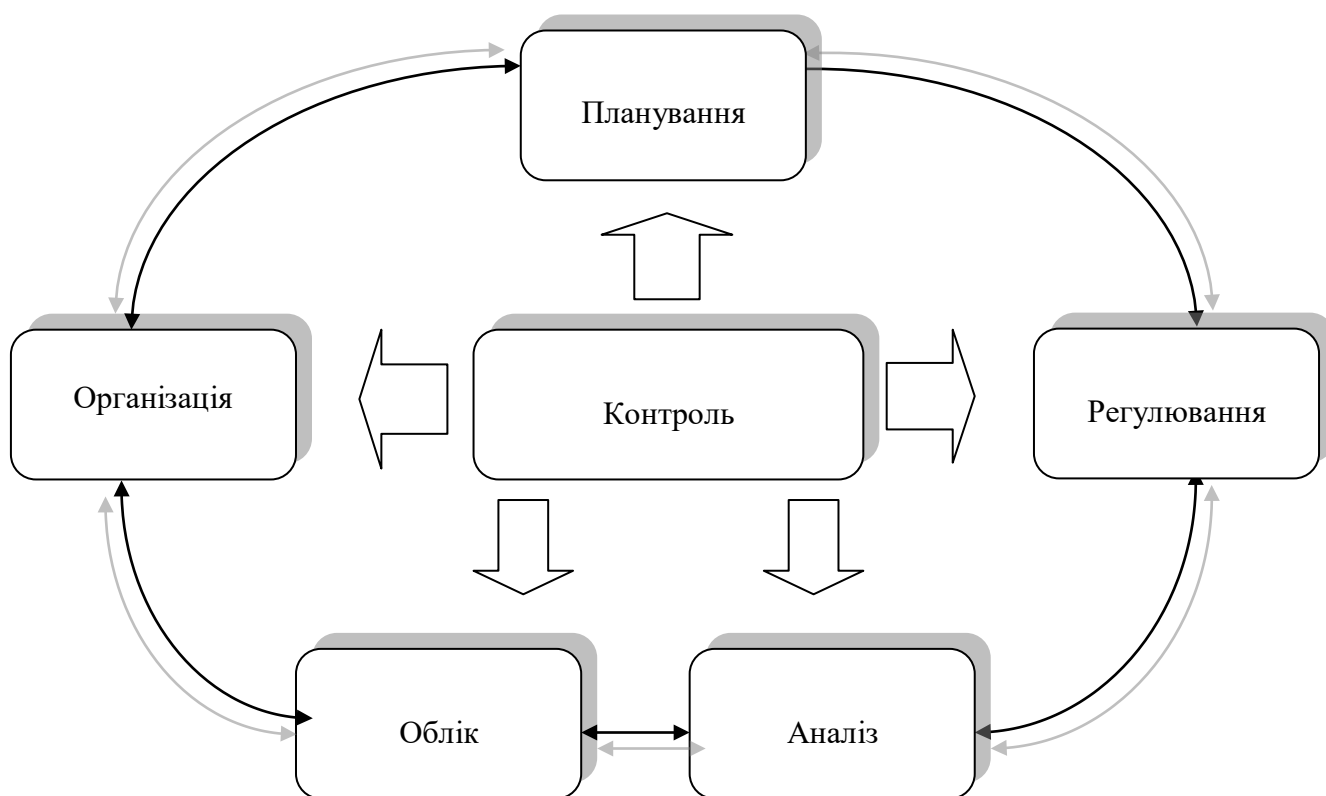 Планування
Організація
Контроль
Регулювання
Облік
Аналіз